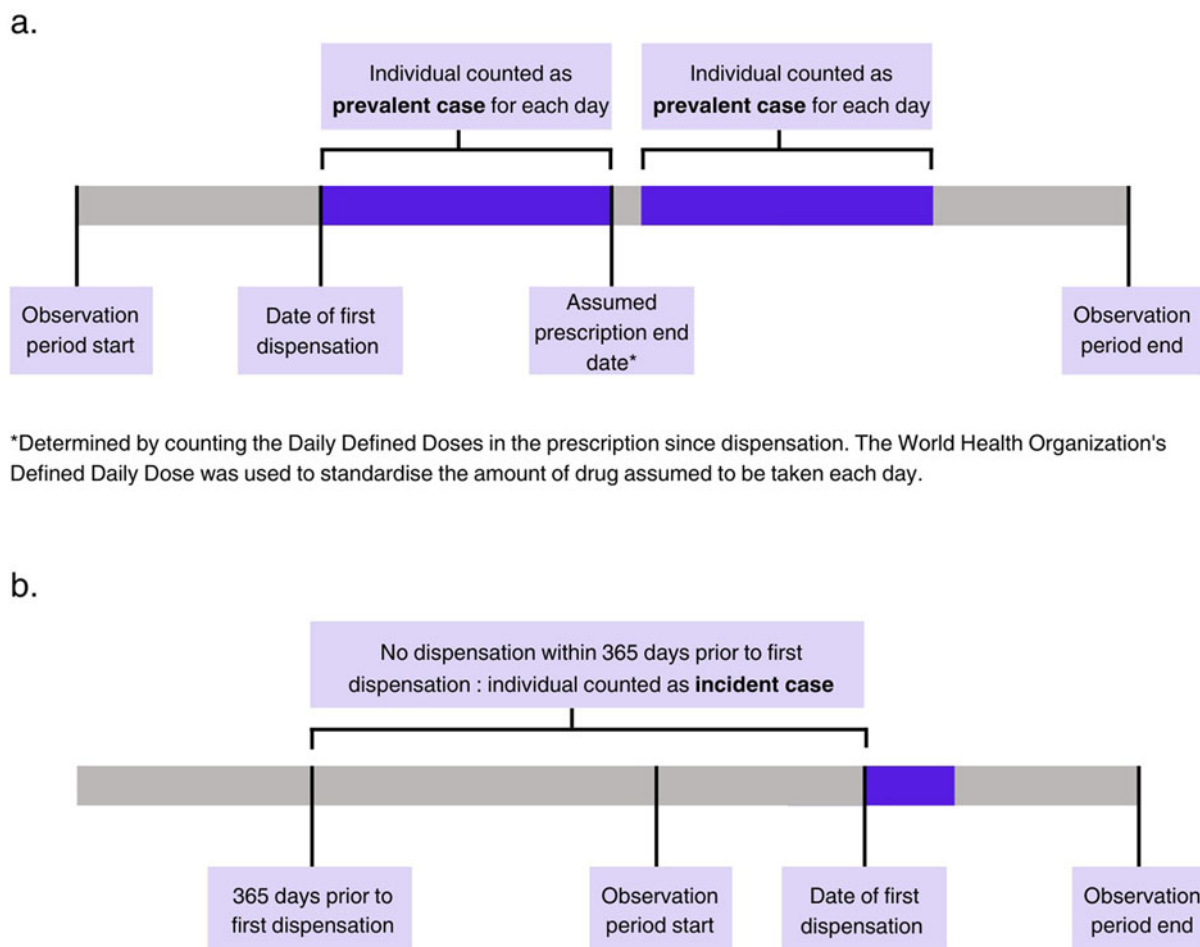 a.
Individual counted as
prevalent case for each day
Individual counted as
prevalent case for each day
Observation
period start
Date of first
dispensation
Assumed
prescription end
date*
Observation
period end
*Determined by counting the Daily Defined Doses in the prescription since dispensation. The World Health Organization's
Defined Daily Dose was used to standardise the amount of drug assumed to be taken each day.
b.
No dispensation within 365 days prior to first
dispensation : individual counted as incident case
365 days prior to
first dispensation
Observation
period start
Date of first
dispensation
Observation
period end